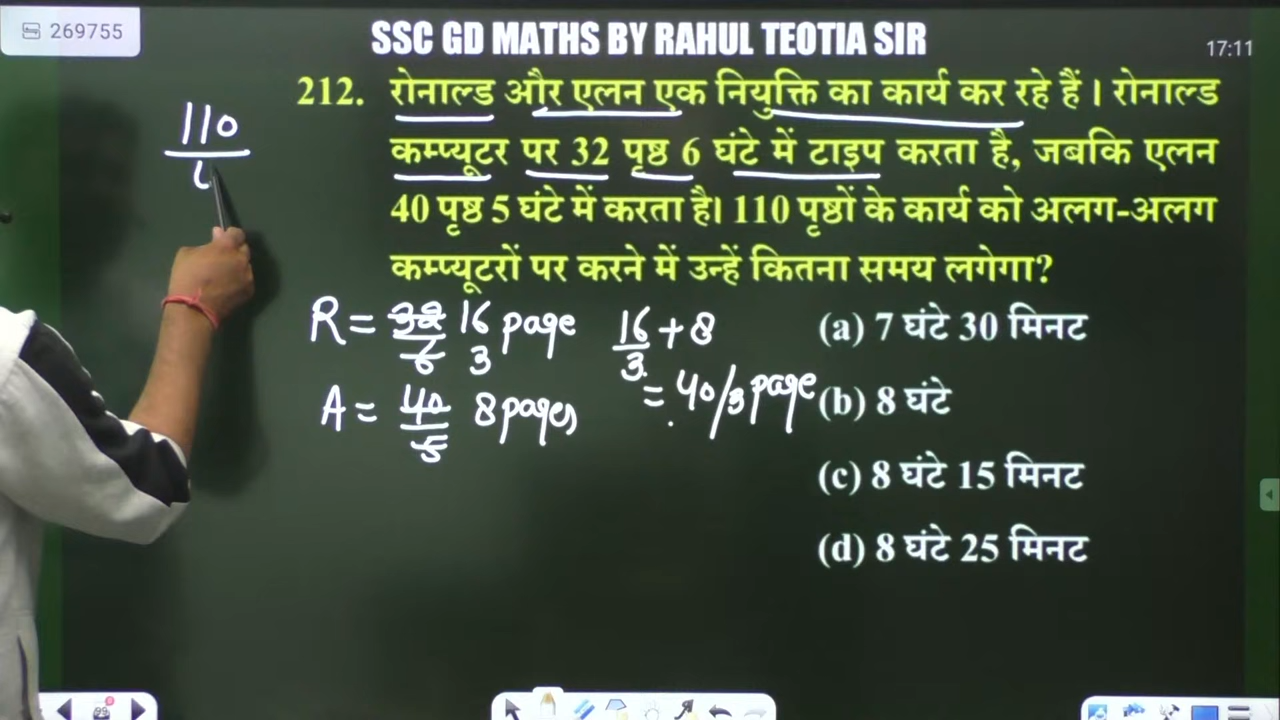 269755
SSC GD MATHS BY RAHUL TEOTIA SIR
17:11
212. रोनाल्ड और एलन एक नियुक्ति का कार्य कर रहे हैं। रोनाल्ड
कम्प्यूटर पर 32 पृष्ठ 6 घंटे में टाइप करता है, जबकि एलन
40 पृष्ठ 5 घंटे में करता है। 110 पृष्ठों के कार्य को अलग-अलग
कम्प्यूटरों पर करने में उन्हें कितना समय लगेगा?
(a) 7 घंटे 30 मिनट
(b) 8 घंटे
(c) 8 घंटे 15 मिनट
(d) 8 घंटे 25 मिनट
110
R = 32/6 16/3 page
A = 40/5 8 pages
16/3 + 8
= 40/3 page
99